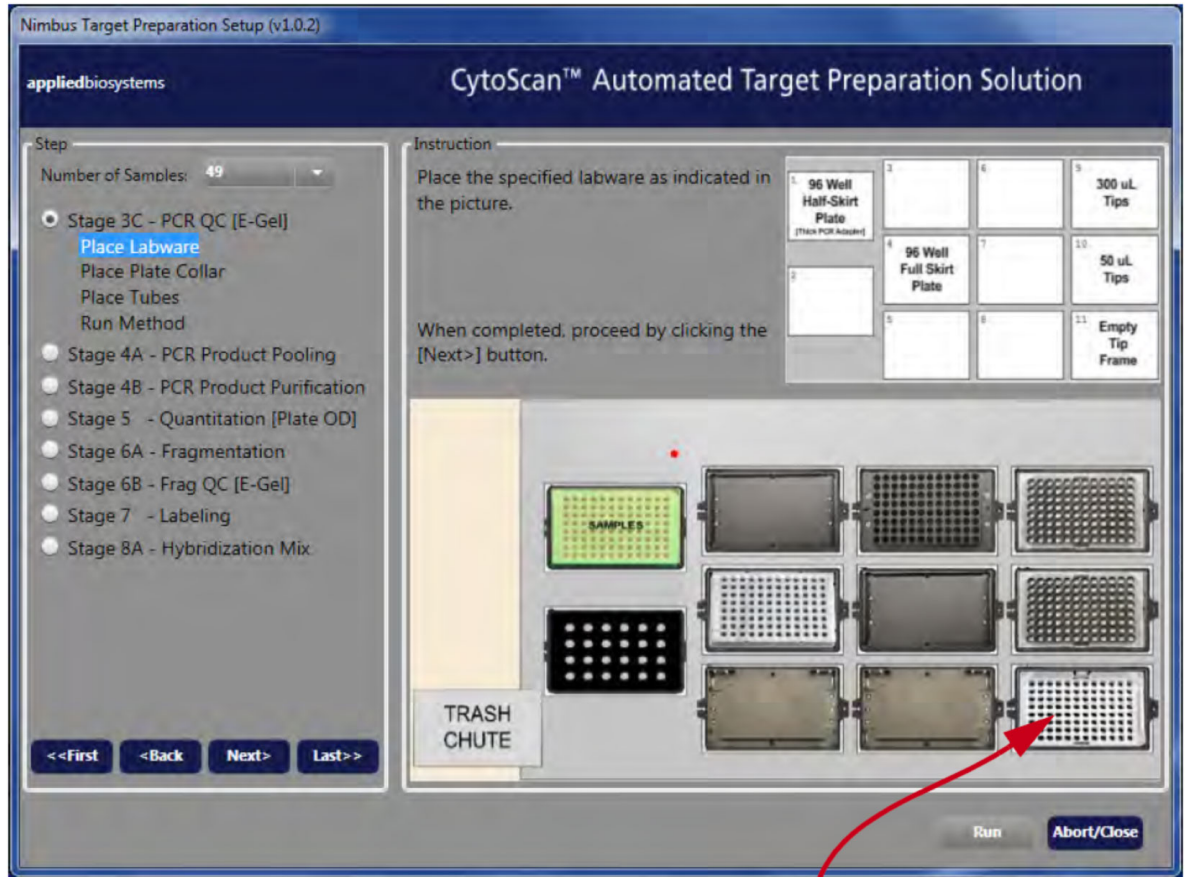 Nimbus Target Preparation Setup (v1.0.2)
appliedbiosystems
CytoScan™ Automated Target Preparation Solution
Step
Number of Samples: 49
Stage 3C - PCR QC [E-Gel]
Place Labware
Place Plate Collar
Place Tubes
Run Method
Stage 4A - PCR Product Pooling
Stage 4B - PCR Product Purification
Stage 5 - Quantitation [Plate OD]
Stage 6A - Fragmentation
Stage 6B - Frag QC [E-Gel]
Stage 7 - Labeling
Stage 8A - Hybridization Mix
<<First <Back Next> Last>>
Instruction
Place the specified labware as indicated in
the picture.
When completed, proceed by clicking the
[Next>] button.
1 96 Well
Half-Skirt
Plate
[Thick PCR Adapter]
2
3
4 96 Well
Full Skirt
Plate
5
6
7
8
9 300 uL
Tips
10 50 uL
Tips
11 Empty
Tip
Frame
SAMPLES
TRASH
CHUTE
Run Abort/Close